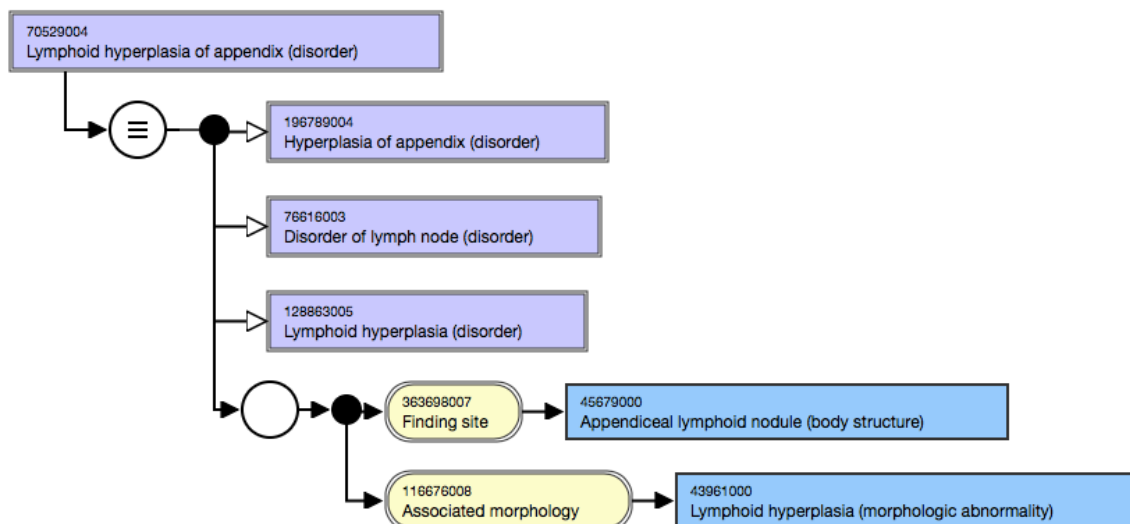 70529004
Lymphoid hyperplasia of appendix (disorder)
196789004
Hyperplasia of appendix (disorder)
76616003
Disorder of lymph node (disorder)
128863005
Lymphoid hyperplasia (disorder)
363698007
Finding site
45679000
Appendiceal lymphoid nodule (body structure)
116676008
Associated morphology
43961000
Lymphoid hyperplasia (morphologic abnormality)